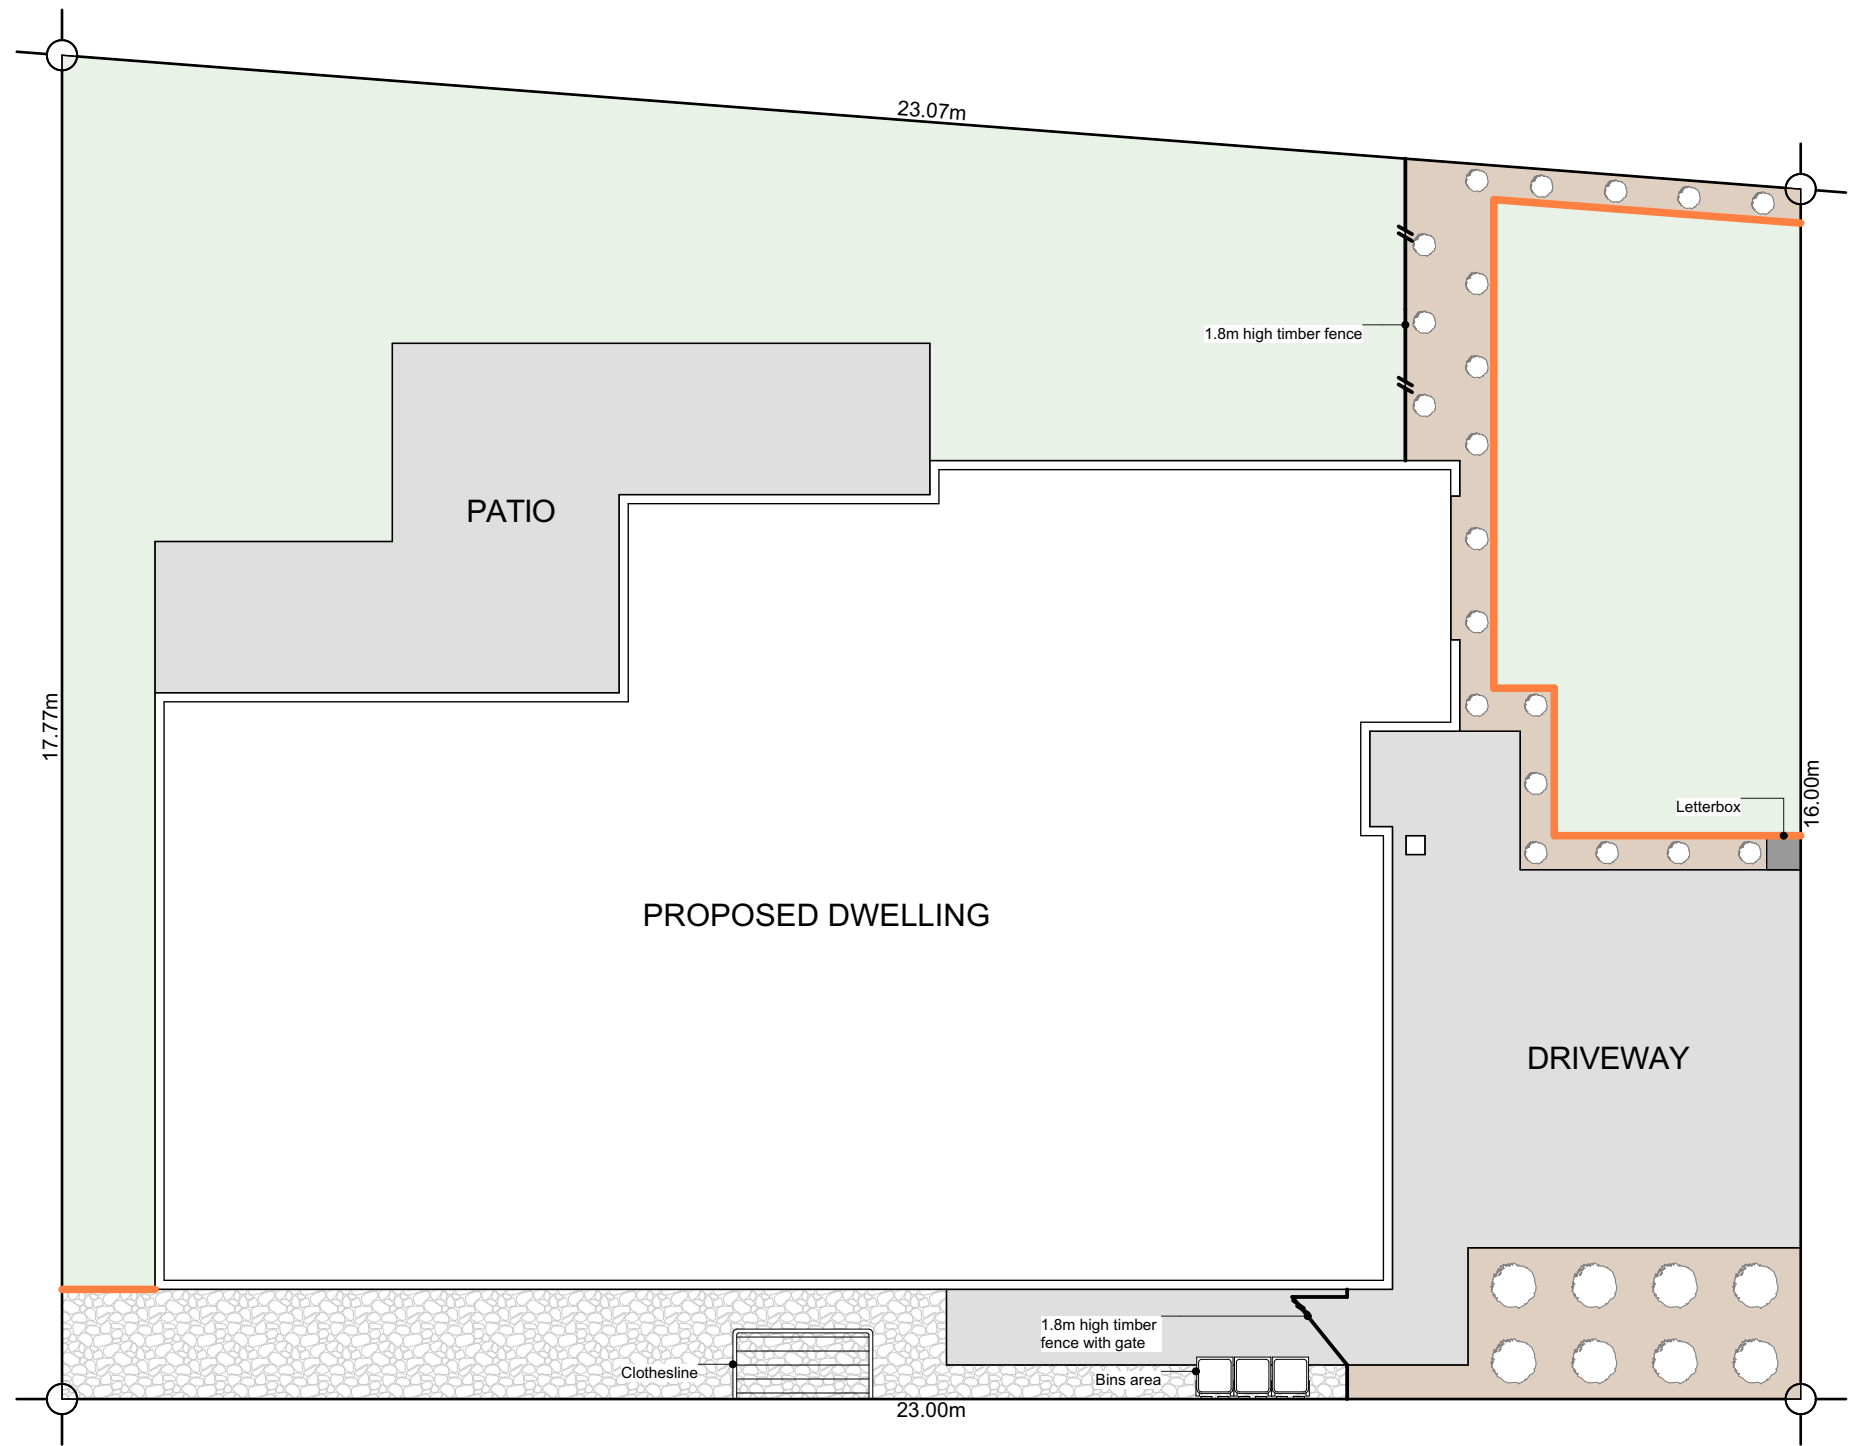 23.07m
1.8m high timber fence
PATIO
17.77m
16.00m
Letterbox
PROPOSED DWELLING
DRIVEWAY
1.8m high timber
fence with gate
Clothesline
Bins area
23.00m